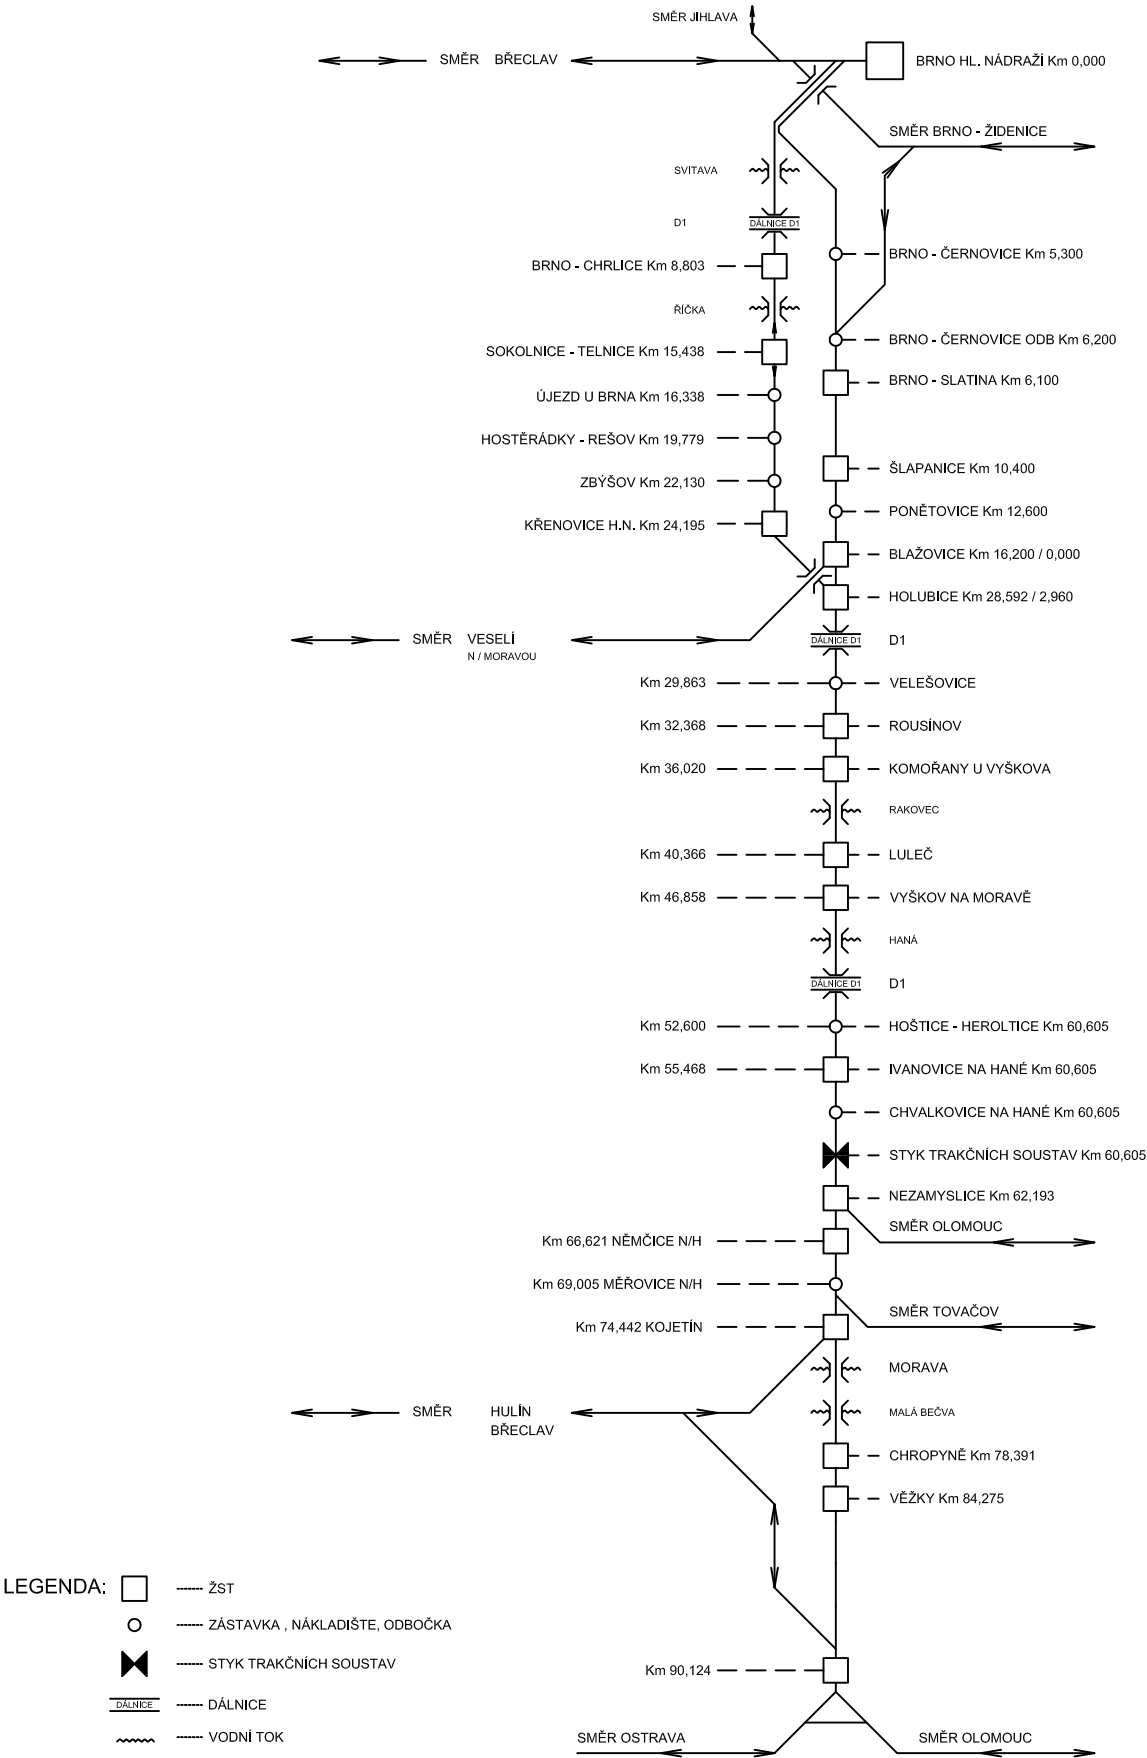 SMĚR JIHLAVA
SMĚR BŘECLAV
BRNO HL. NÁDRAŽÍ Km 0,000
SMĚR BRNO - ŽIDENICE
SVITAVA
D1
DÁLNICE D1
BRNO - ČERNOVICE Km 5,300
BRNO - CHRLICE Km 8,803
ŘÍČKA
BRNO - ČERNOVICE ODB Km 6,200
SOKOLNICE - TELNICE Km 15,438
BRNO - SLATINA Km 6,100
ÚJEZD U BRNA Km 16,338
HOSTĚRÁDKY - REŠOV Km 19,779
ŠLAPANICE Km 10,400
ZBÝŠOV Km 22,130
PONĚTOVICE Km 12,600
KŘENOVICE H.N. Km 24,195
BLAŽOVICE Km 16,200 / 0,000
HOLUBICE Km 28,592 / 2,960
SMĚR VESELÍ
N / MORAVOU
DÁLNICE D1
D1
Km 29,863
VELEŠOVICE
Km 32,368
ROUSÍNOV
Km 36,020
KOMOŘANY U VYŠKOVA
RAKOVEC
Km 40,366
LULEČ
Km 46,858
VYŠKOV NA MORAVĚ
HANÁ
DÁLNICE D1
D1
Km 52,600
HOŠTICE - HEROLTICE Km 60,605
Km 55,468
IVANOVICE NA HANÉ Km 60,605
CHVALKOVICE NA HANÉ Km 60,605
STYK TRAKČNÍCH SOUSTAV Km 60,605
NEZAMYSLICE Km 62,193
SMĚR OLOMOUC
Km 66,621 NĚMČICE N/H
Km 69,005 MĚŘOVICE N/H
SMĚR TOVAČOV
Km 74,442 KOJETÍN
MORAVA
SMĚR HULÍN
BŘECLAV
MALÁ BEČVA
CHROPYNĚ Km 78,391
VĚŽKY Km 84,275
LEGENDA:
------- ŽST
------- ZÁSTAVKA , NÁKLADIŠTE, ODBOČKA
------- STYK TRAKČNÍCH SOUSTAV
DÁLNICE ------- DÁLNICE
------- VODNÍ TOK
Km 90,124
SMĚR OSTRAVA
SMĚR OLOMOUC